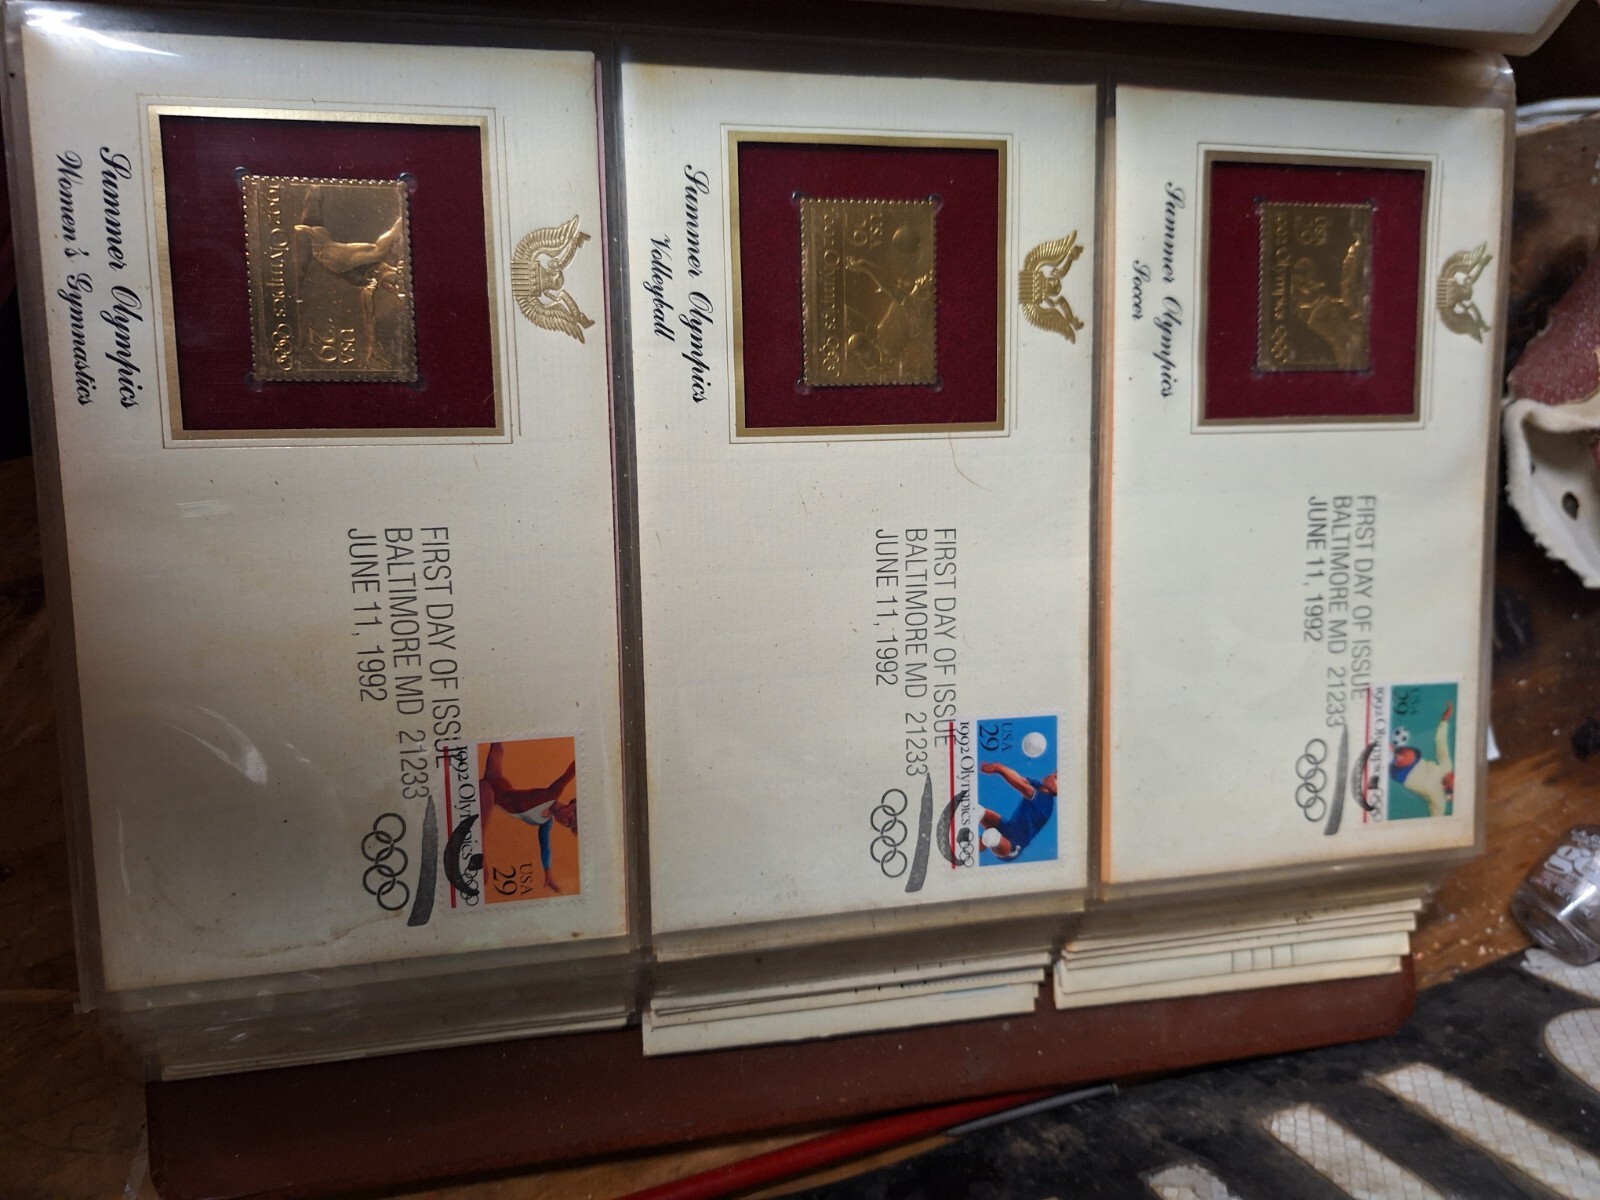 USA
29
1992 Olympics
Summer Olympics
Soccer
FIRST DAY OF ISSUE
BALTIMORE MD 21233
JUNE 11, 1992
USA
29
1992 Olympics
USA
29
1992 Olympics
Summer Olympics
Volleyball
FIRST DAY OF ISSUE
BALTIMORE MD 21233
JUNE 11, 1992
USA
29
1992 Olympics
USA
29
1992 Olympics
Summer Olympics
Women's Gymnastics
FIRST DAY OF ISSUE
BALTIMORE MD 21233
JUNE 11, 1992
USA
29
1992 Olympics